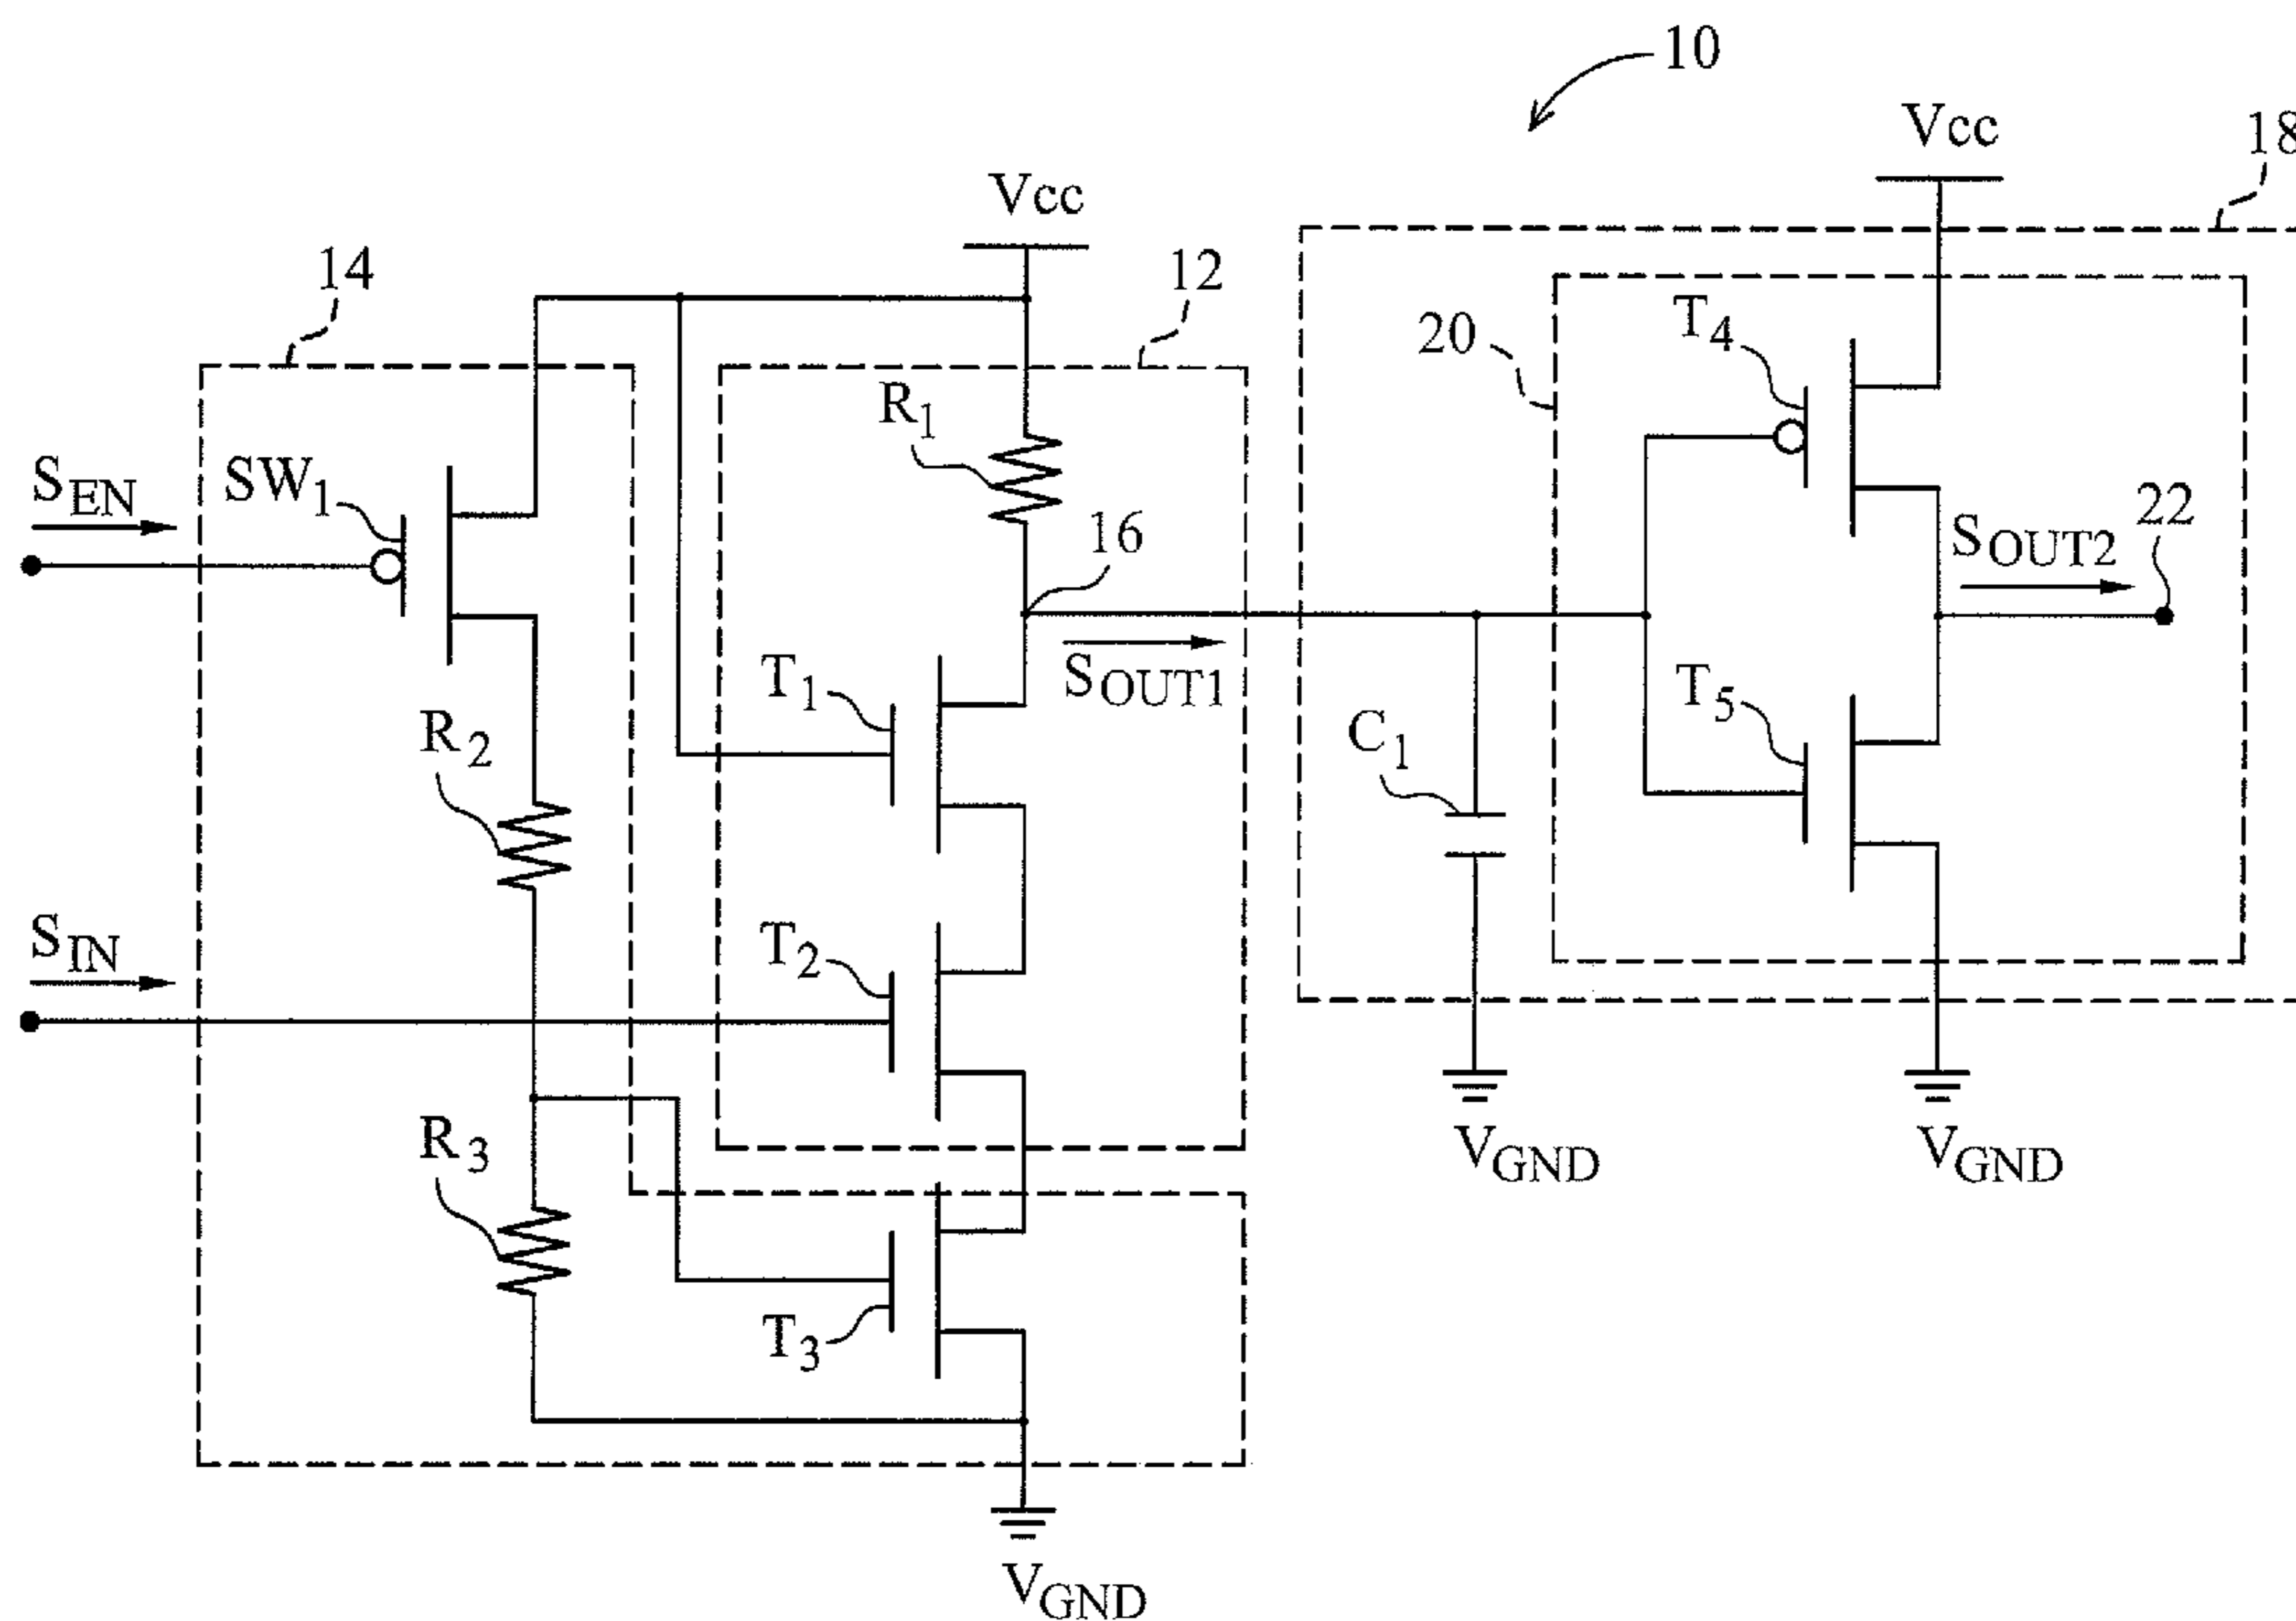 10
Vcc
18
Vcc
14
12
T4
20
R1
SEN
SW1
16
SOUT2
22
T1
SOUT1
T5
R2
C1
SIN
T2
R3
VGND
VGND
T3
VGND